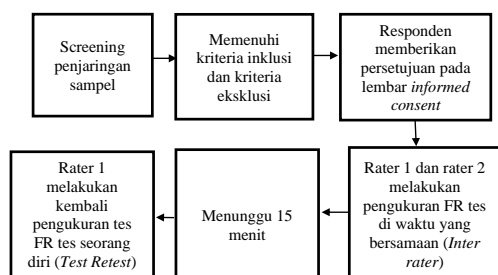 Screening
penjaringan
sampel
Memenuhi
kriteria inklusi
dan kriteria
eksklusi
Responden
memberikan
persetujuan pada
lembar informed
consent
Rater 1 dan rater 2
melakukan
pengukuran FR tes
di waktu yang
bersamaan (Inter
rater)
Menunggu 15
menit
Rater 1
melakukan
kembali
pengukuran tes
FR tes seorang
diri (Test Retest)